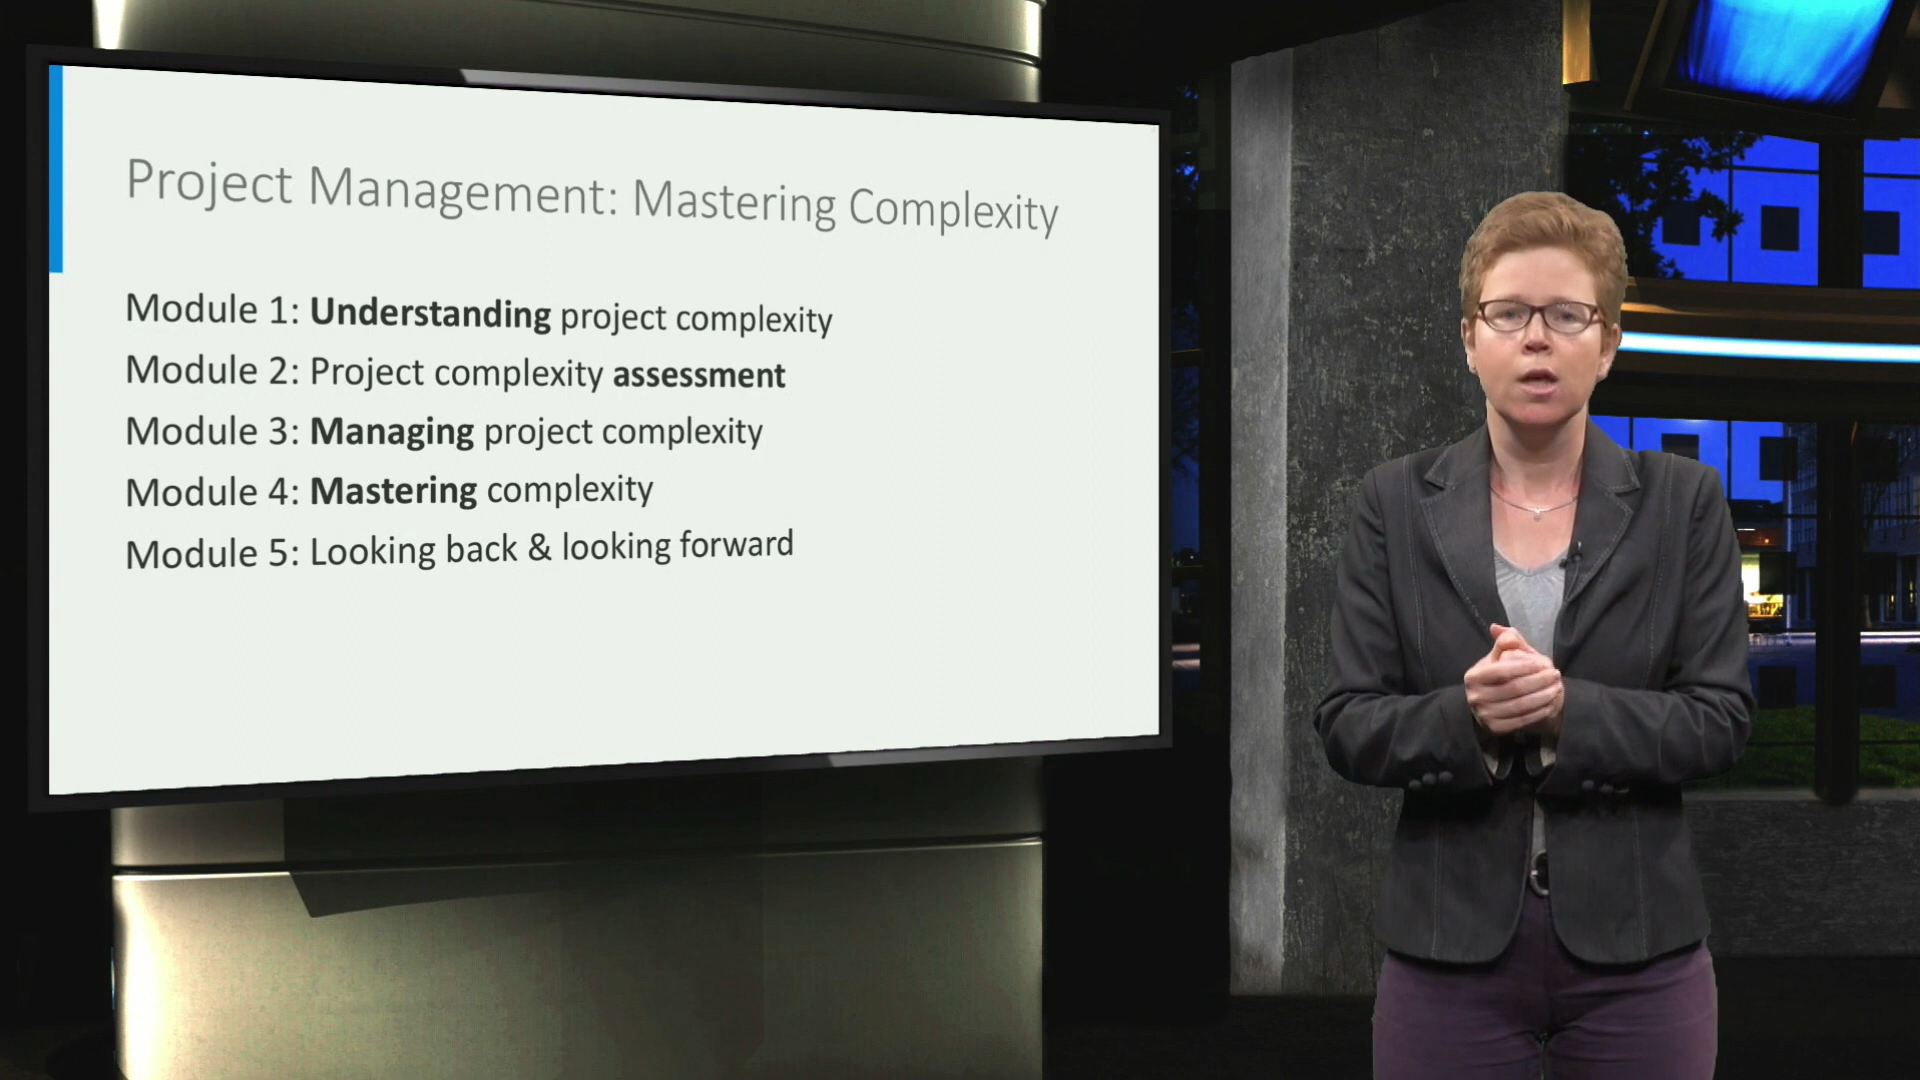 Project Management: Mastering Complexity
Module 1: Understanding project complexity
Module 2: Project complexity assessment
Module 3: Managing project complexity
Module 4: Mastering complexity
Module 5: Looking back & looking forward